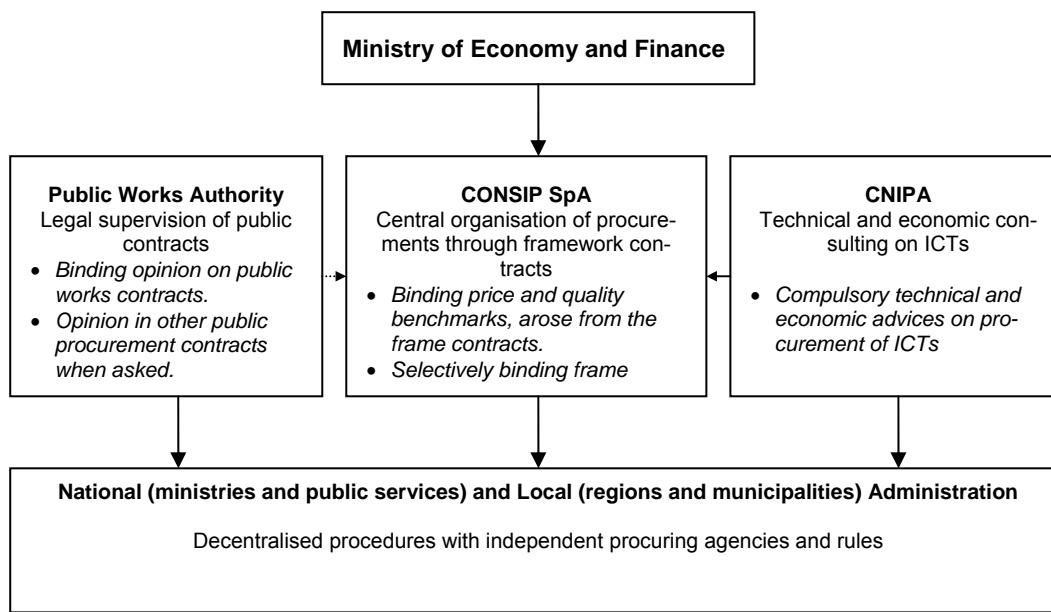 Ministry of Economy and Finance
Public Works Authority
Legal supervision of public
contracts
• Binding opinion on public
works contracts.
• Opinion in other public
procurement contracts
when asked.
CONSIP SpA
Central organisation of procure-
ments through framework con-
tracts
• Binding price and quality
benchmarks, arose from the
frame contracts.
• Selectively binding frame
CNIPA
Technical and economic con-
sulting on ICTs
• Compulsory technical and
economic advices on pro-
curement of ICTs
National (ministries and public services) and Local (regions and municipalities) Administration
Decentralised procedures with independent procuring agencies and rules